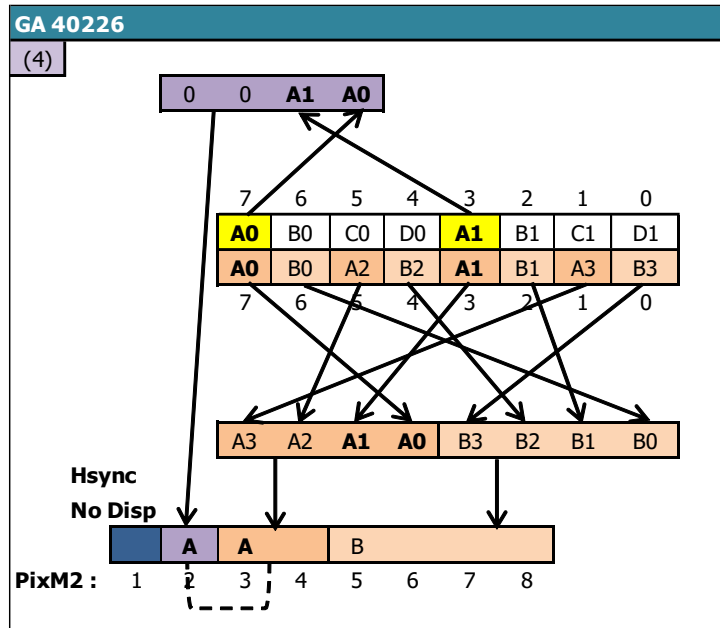 GA 40226
(4)
0 0 A1 A0
7 6 5 4 3 2 1 0
A0 B0 C0 D0 A1 B1 C1 D1
A0 B0 A2 B2 A1 B1 A3 B3
7 6 5 4 3 2 1 0
A3 A2 A1 A0 B3 B2 B1 B0
Hsync
No Disp
A A B
PixM2 : 1 2 3 4 5 6 7 8